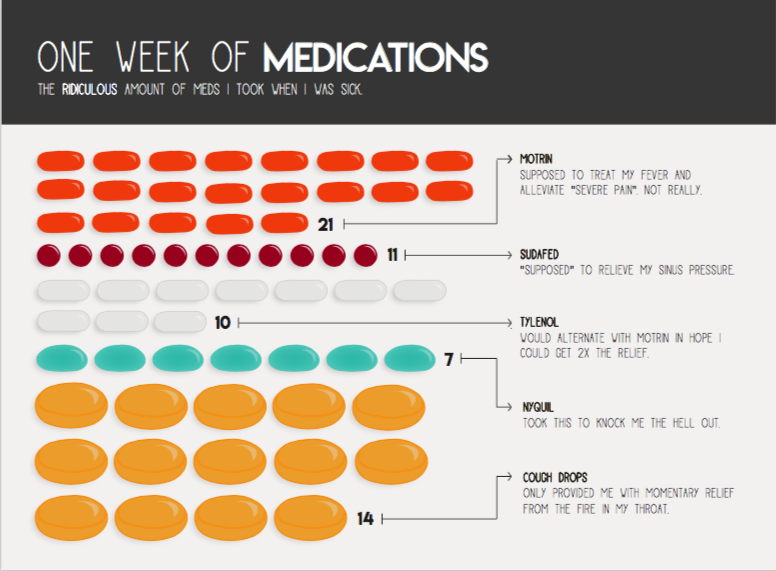 ONE WEEK OF MEDICATIONS
THE RIDICULOUS AMOUNT OF MEDS I TOOK WHEN I WAS SICK.
MOTRIN
SUPPOSED TO TREAT MY FEVER AND
ALLEVIATE "SEVERE PAIN". NOT REALLY.
21
11
SUDAFED
"SUPPOSED" TO RELIEVE MY SINUS PRESSURE.
10
TYLENOL
WOULD ALTERNATE WITH MOTRIN IN HOPE I
COULD GET 2X THE RELIEF.
7
NYQUIL
TOOK THIS TO KNOCK ME THE HELL OUT.
COUGH DROPS
ONLY PROVIDED ME WITH MOMENTARY RELIEF
FROM THE FIRE IN MY THROAT.
14